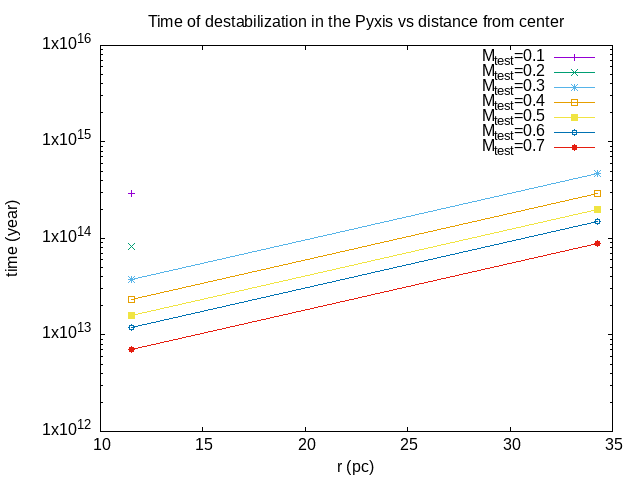 Time of destabilization in the Pyxis vs distance from center
1x10^16
1x10^15
1x10^14
1x10^13
1x10^12
time (year)
M_test=0.1
M_test=0.2
M_test=0.3
M_test=0.4
M_test=0.5
M_test=0.6
M_test=0.7
10 15 20 25 30 35
r (pc)